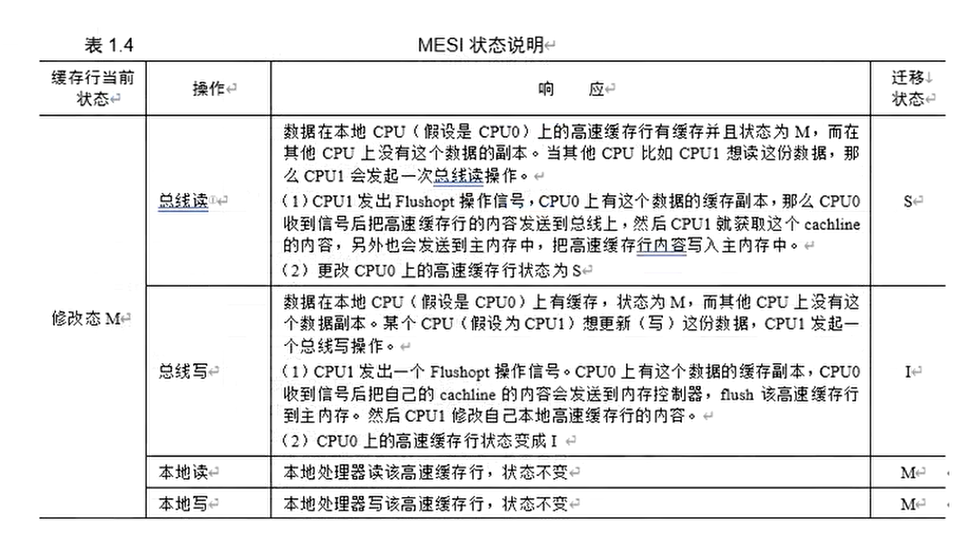 表 1.4 MESI 状态说明↵
缓存行当前 操作↵ 响 应↵ 迁移↓
状态↵ 状态↵
数据在本地 CPU（假设是 CPU0）上的高速缓存行有缓存并且状态为 M，而在
其他 CPU 上没有这个数据的副本。当其他 CPU 比如 CPU1 想读这份数据，那
么 CPU1 会发起一次总线读操作。↵
总线读①↵ （1）CPU1 发出 Flushopt 操作信号，CPU0 上有这个数据的缓存副本，那么 CPU0 S↵
收到信号后把高速缓存行的内容发送到总线上，然后 CPU1 就获取这个 cachline
的内容，另外也会发送到主内存中，把高速缓存行内容写入主内存中。↵
（2）更改 CPU0 上的高速缓存行状态为 S↵
修改态 M↵ 数据在本地 CPU（假设是 CPU0）上有缓存，状态为 M，而其他 CPU 上没有这
个数据副本。某个 CPU（假设为 CPU1）想更新（写）这份数据，CPU1 发起一
个总线写操作。↵
总线写↵ （1）CPU1 发出一个 Flushopt 操作信号。CPU0 上有这个数据的缓存副本，CPU0 I↵
收到信号后把自己的 cachline 的内容会发送到内存控制器，flush 该高速缓存行
到主内存。然后 CPU1 修改自己本地高速缓存行的内容。↵
（2）CPU0 上的高速缓存行状态变成 I ↵
本地读↵ 本地处理器读该高速缓存行，状态不变↵ M↵
本地写↵ 本地处理器写该高速缓存行，状态不变↵ M↵